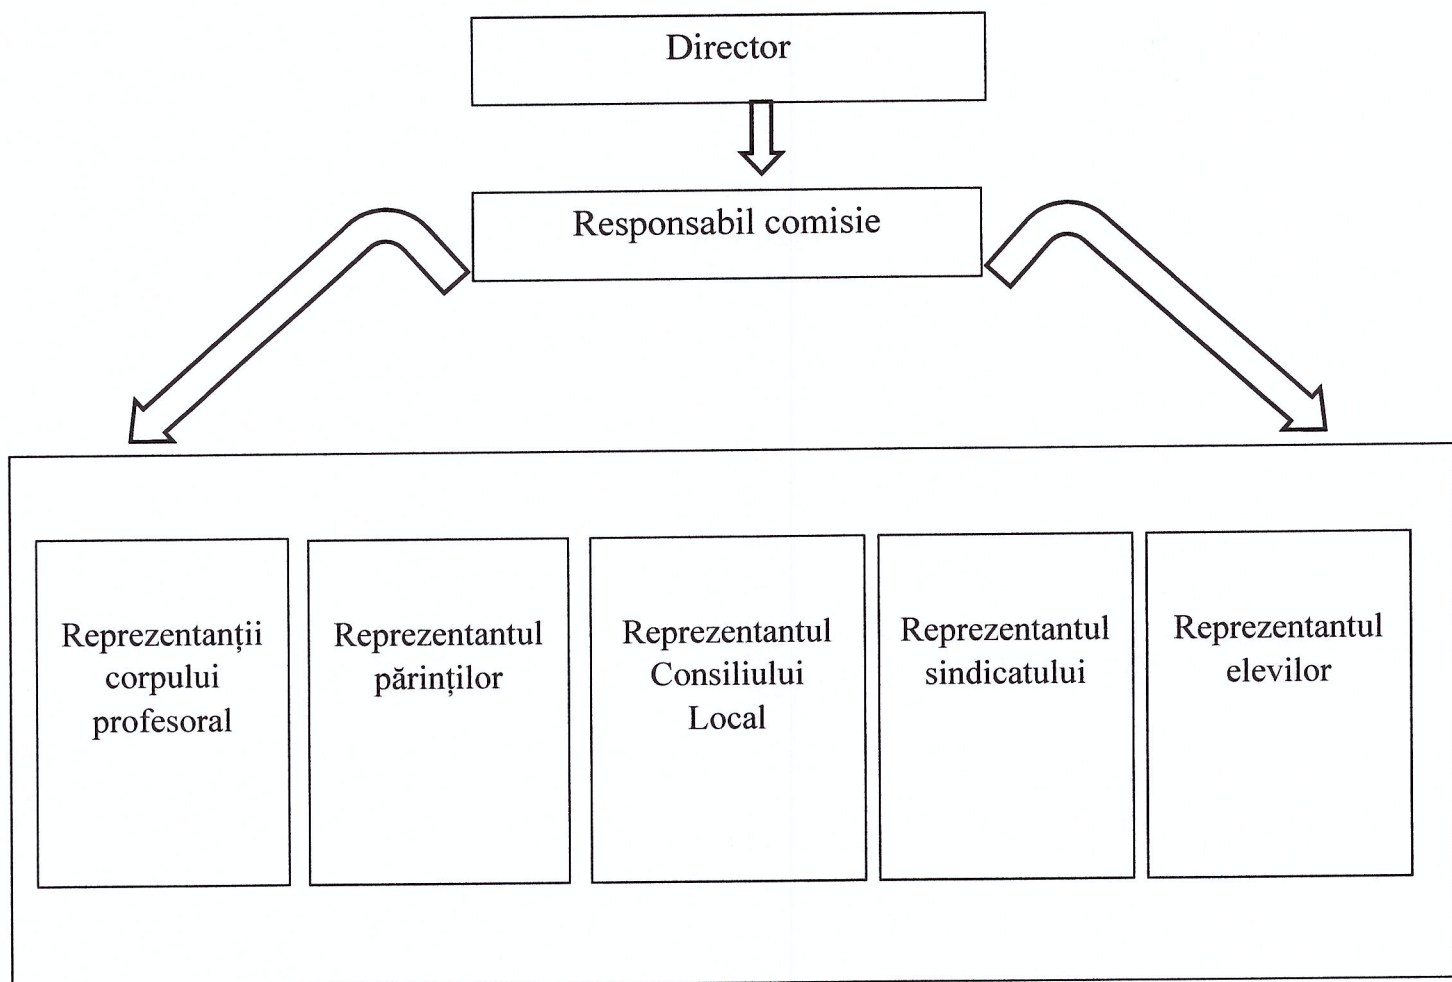 Director
Responsabil comisie
Reprezentanții
corpului
profesoral
Reprezentantul
părinților
Reprezentantul
Consiliului
Local
Reprezentantul
sindicatului
Reprezentantul
elevilor